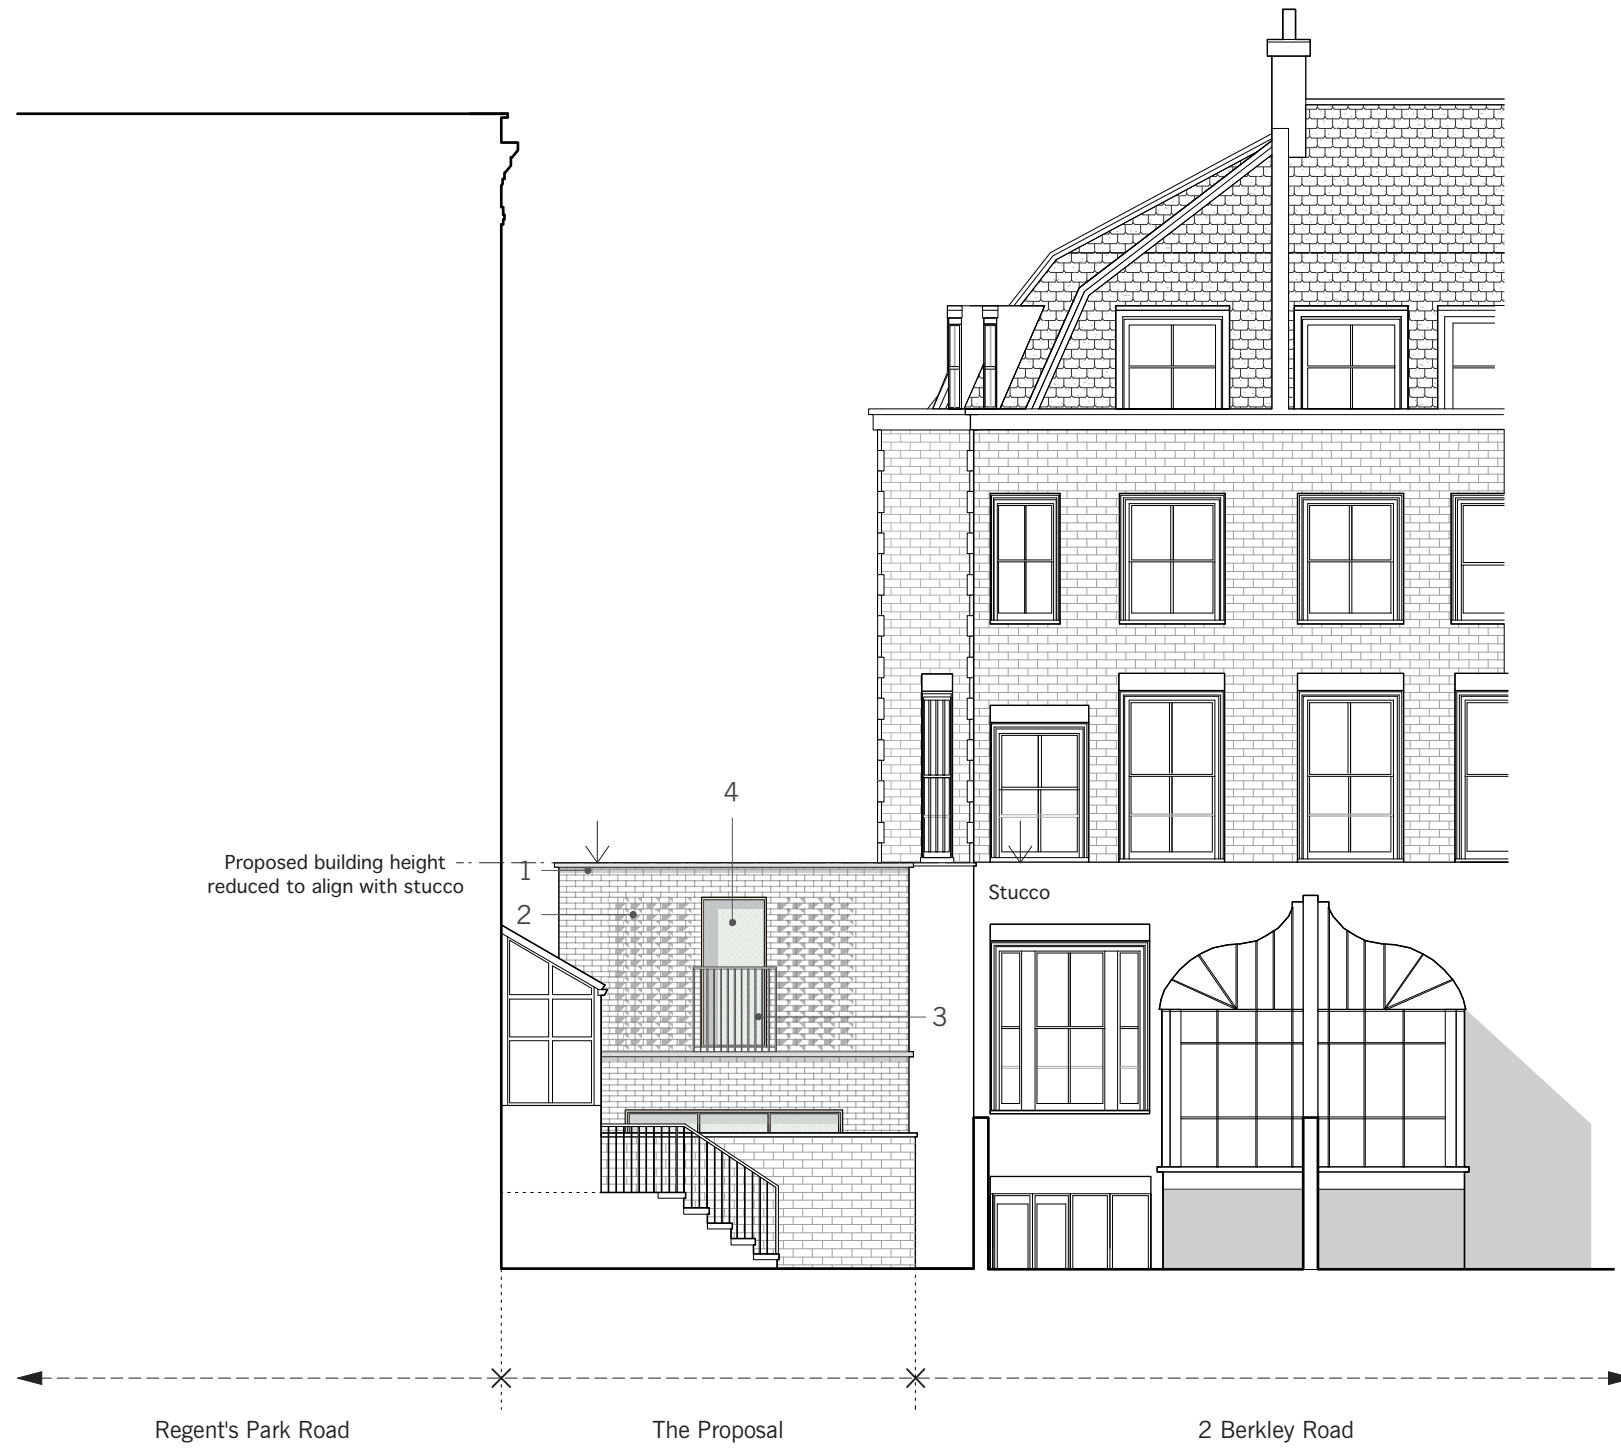 4
Proposed building height
reduced to align with stucco
1
2
Stucco
3
Regent's Park Road
The Proposal
2 Berkley Road